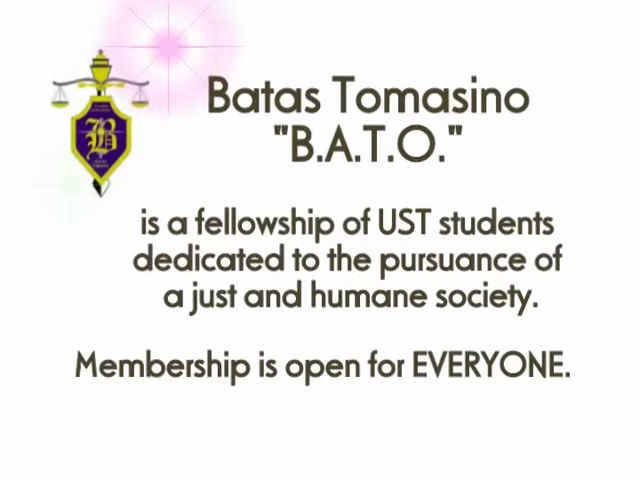 Batas Tomasino
"B.A.T.O."
B
is a fellowship of UST students
dedicated to the pursuance of
a just and humane society.
Membership is open for EVERYONE.